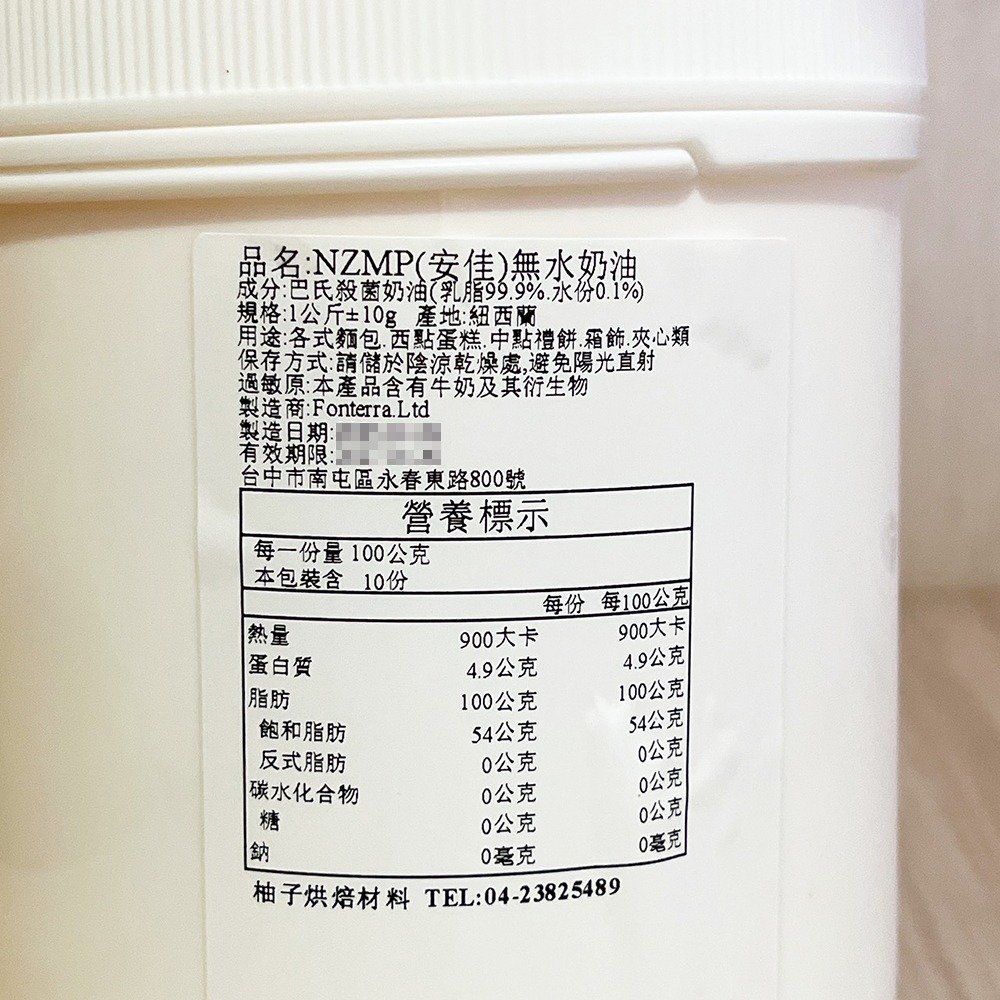 品名:NZMP(安佳)無水奶油
成分:巴氏殺菌奶油(乳脂99.9%.水份0.1%)
規格:1公斤±10g 產地:紐西蘭
用途:各式麵包.西點蛋糕.中點禮餅.霜飾.夾心類
保存方式:請儲於陰涼乾燥處,避免陽光直射
過敏原:本產品含有牛奶及其衍生物
製造商:Fonterra.Ltd
製造日期:
有效期限:
台中市南屯區永春東路800號
營養標示
每一份量 100公克
本包裝含 10份
每份 每100公克
熱量 900大卡 900大卡
蛋白質 4.9公克 4.9公克
脂肪 100公克 100公克
飽和脂肪 54公克 54公克
反式脂肪 0公克 0公克
碳水化合物 0公克 0公克
糖 0公克 0公克
鈉 0毫克 0毫克
柚子烘焙材料 TEL:04-23825489